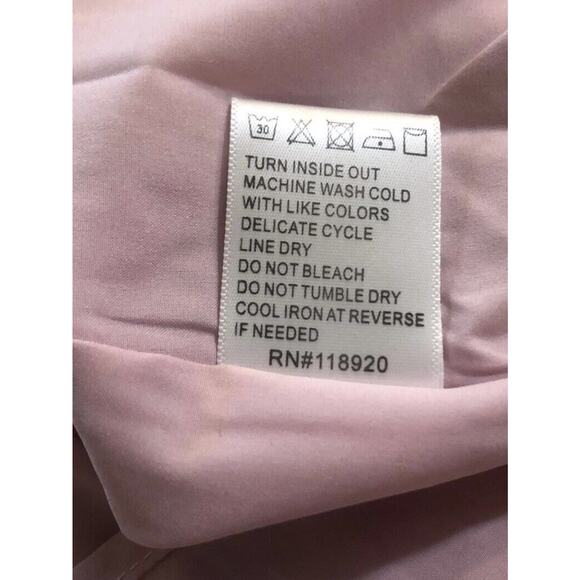 30
TURN INSIDE OUT
MACHINE WASH COLD
WITH LIKE COLORS
DELICATE CYCLE
LINE DRY
DO NOT BLEACH
DO NOT TUMBLE DRY
COOL IRON AT REVERSE
IF NEEDED
RN#118920